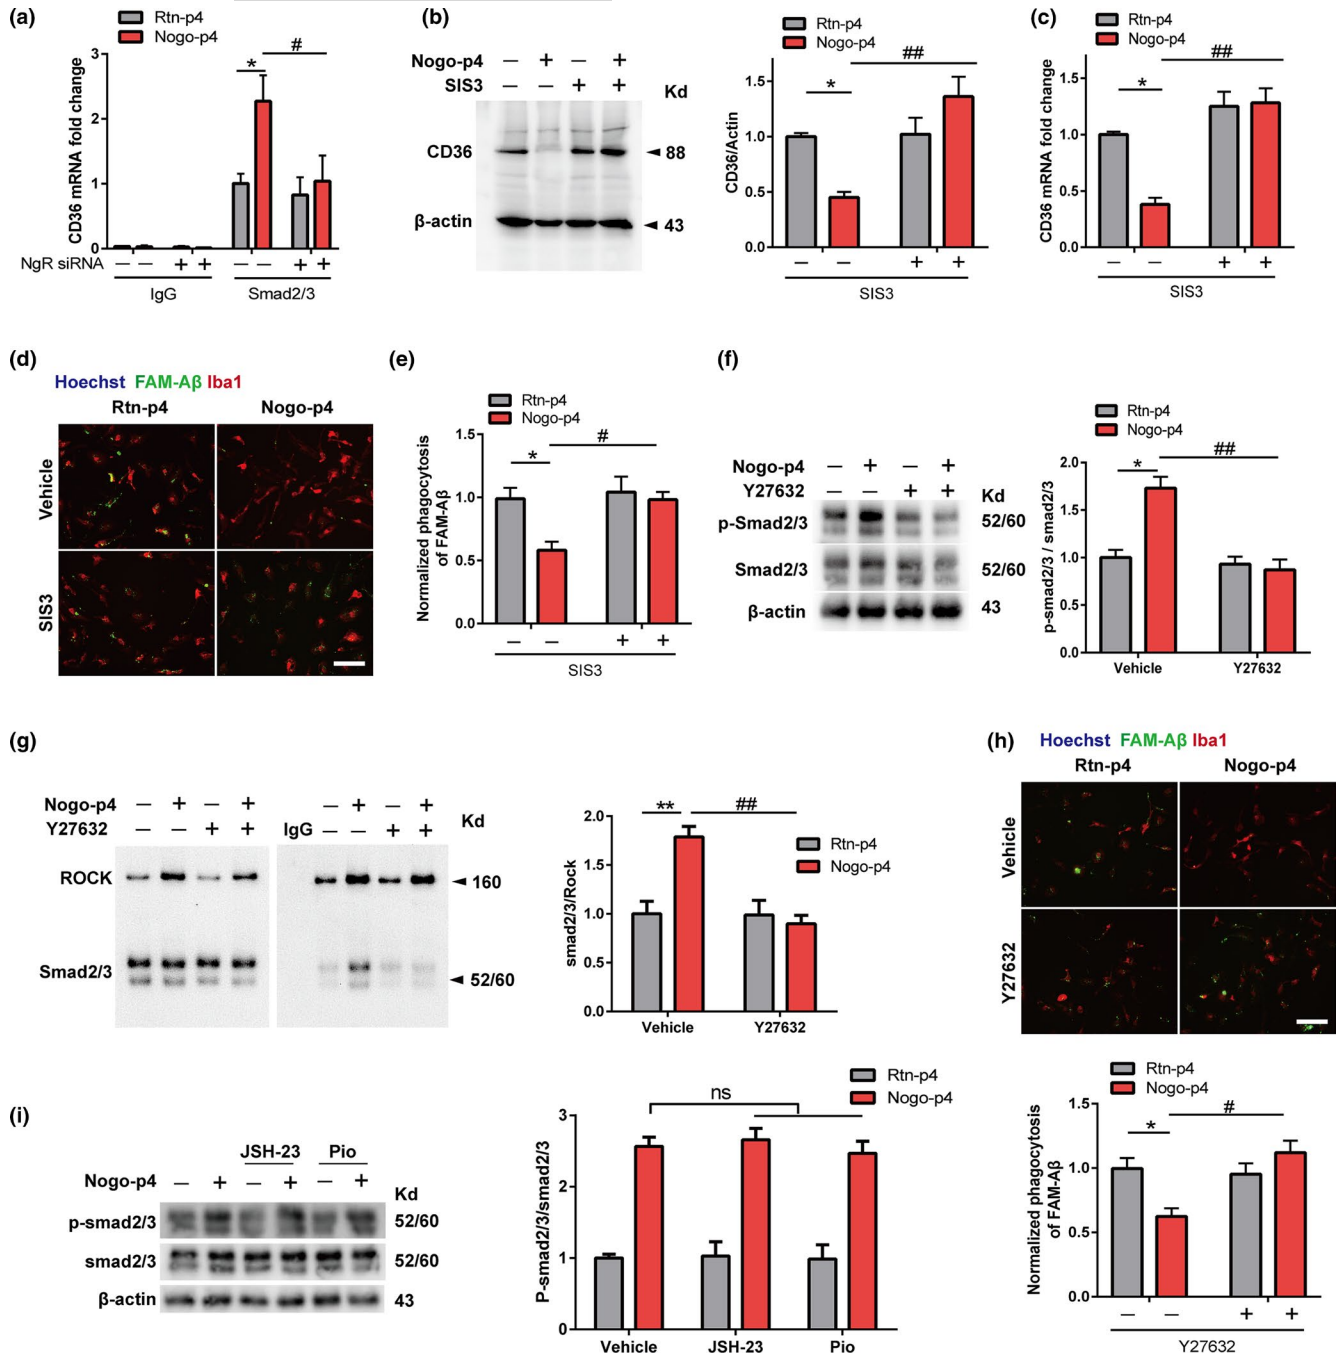 (a)
Rtn-p4
Nogo-p4
CD36 mRNA fold change
3
2
1
0
*
#
NgR siRNA
— — + + — — + +
IgG
Smad2/3
(b)
Nogo-p4 — + — +
SIS3 — — + +
Kd
CD36
88
β-actin
43
Rtn-p4
Nogo-p4
CD36/Actin
1.5
1.0
0.5
0.0
*
##
— — + +
SIS3
(c)
Rtn-p4
Nogo-p4
CD36 mRNA fold change
1.5
1.0
0.5
0.0
*
##
— — + +
SIS3
(d)
Hoechst FAM-Aβ Iba1
Rtn-p4 Nogo-p4
Vehicle
SIS3
(e)
Rtn-p4
Nogo-p4
Normalized phagocytosis
of FAM-Aβ
1.5
1.0
0.5
0.0
*
#
— — + +
SIS3
(f)
Nogo-p4 — + — +
Y27632 — — + +
Kd
p-Smad2/3 52/60
Smad2/3 52/60
β-actin 43
Rtn-p4
Nogo-p4
p-smad2/3 / smad2/3
2.0
1.5
1.0
0.5
0.0
*
##
Vehicle Y27632
(g)
Nogo-p4 — + — + — + — +
Y27632 — — + + IgG — — + +
Kd
ROCK
160
Smad2/3
52/60
smad2/3/Rock
2.0
1.5
1.0
0.5
0.0
**
##
Rtn-p4
Nogo-p4
Vehicle Y27632
(h)
Hoechst FAM-Aβ Iba1
Rtn-p4 Nogo-p4
Vehicle
Y27632
Rtn-p4
Nogo-p4
Normalized phagocytosis
of FAM-Aβ
1.5
1.0
0.5
0.0
*
#
— — + +
Y27632
(i)
JSH-23 Pio
Nogo-p4 — + — + — +
Kd
p-smad2/3 52/60
smad2/3 52/60
β-actin 43
Rtn-p4
Nogo-p4
P-smad2/3/smad2/3
3
2
1
0
ns
Vehicle JSH-23 Pio